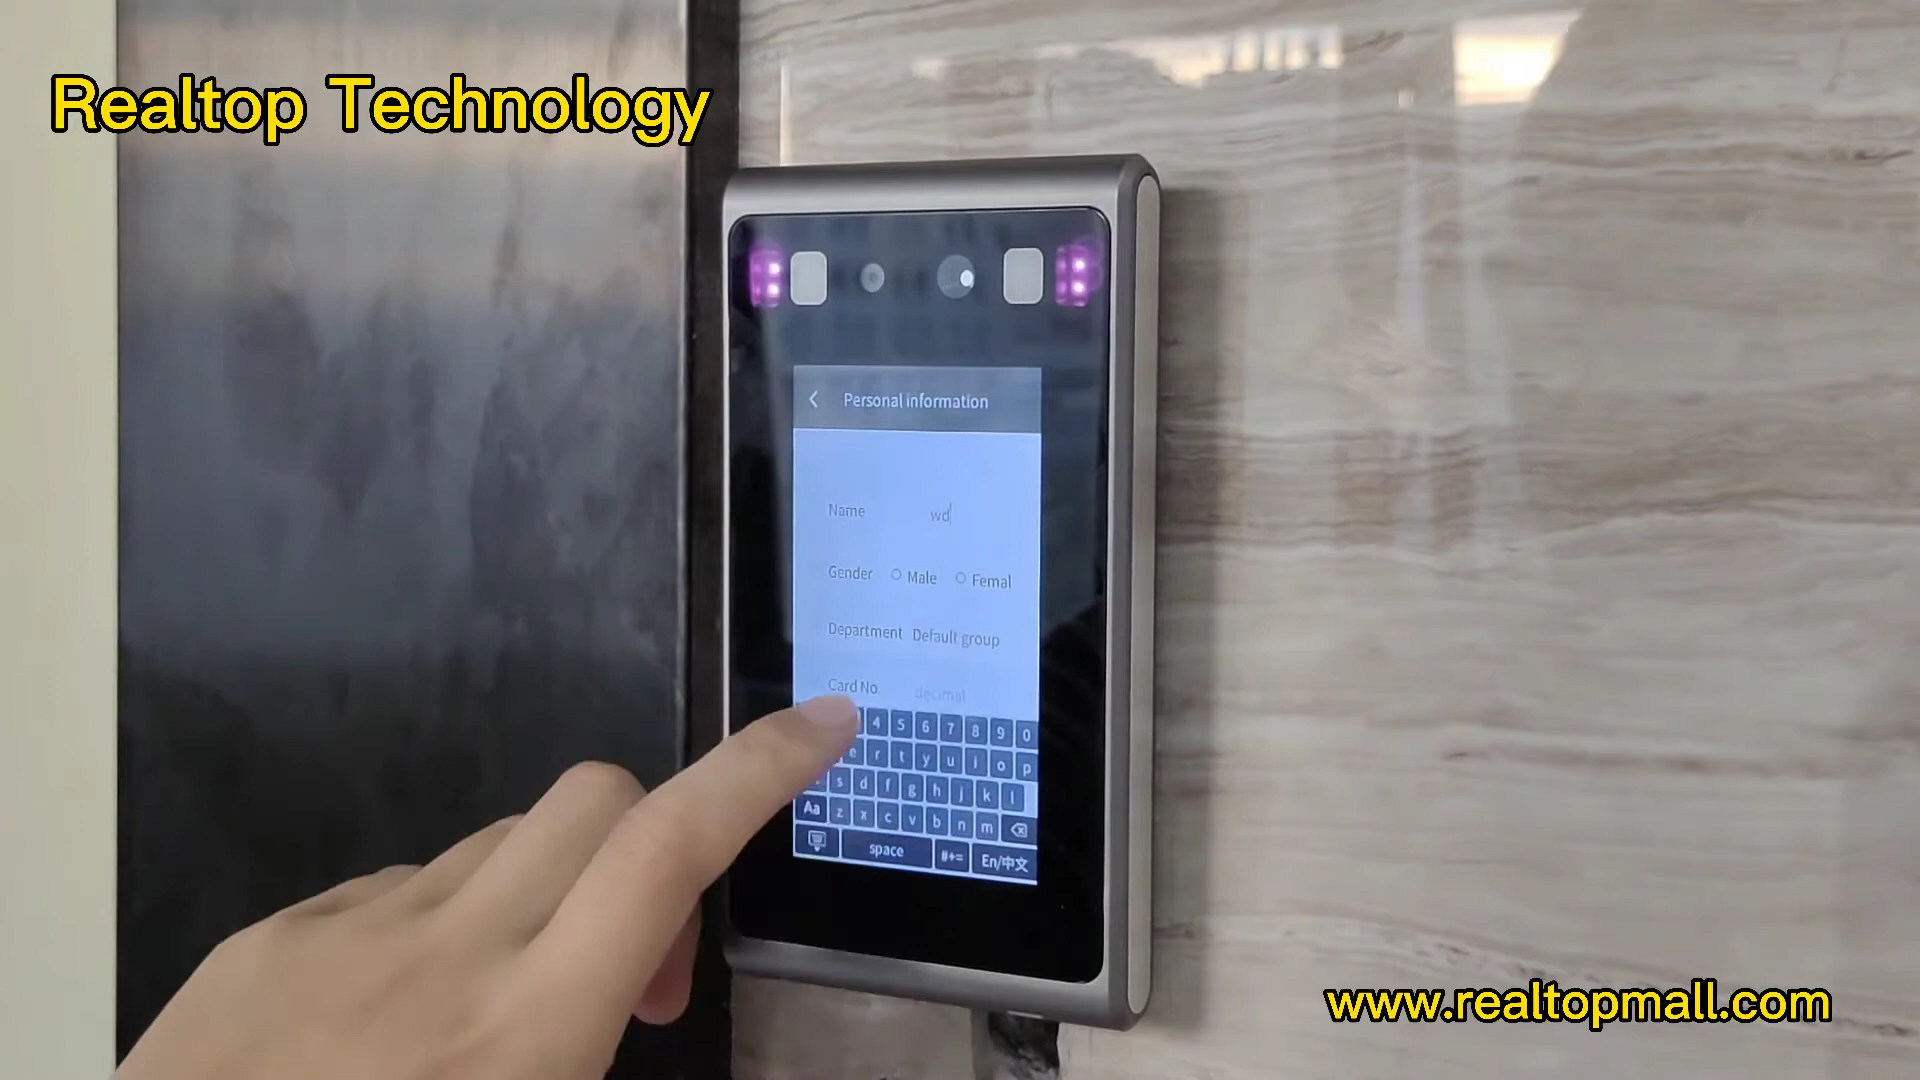 Realtop Technology
Personal information
Name wd
Gender Male Femal
Department Default group
Card No. decimal
4 5 6 7 8 9 0
e r t y u i o p
s d f g h j k l
Aa z x c v b n m
space #+= En/中文
www.realtopmall.com